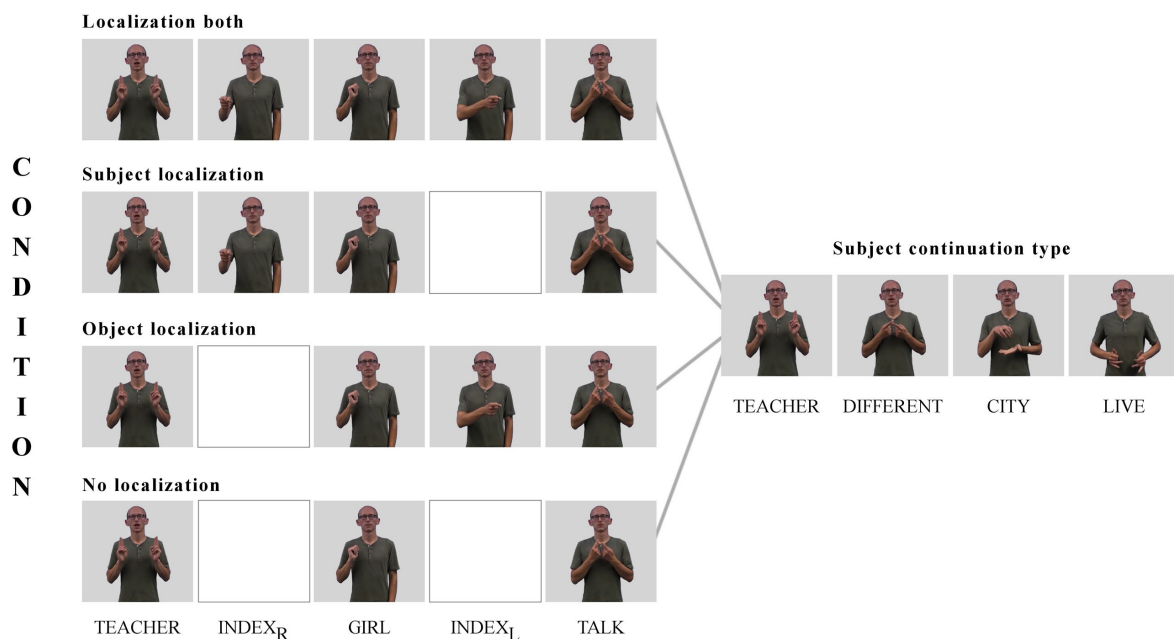 Localization both
CONDITION
Subject localization
Subject continuation type
Object localization
TEACHER DIFFERENT CITY LIVE
No localization
TEACHER INDEX_R GIRL INDEX_L TALK